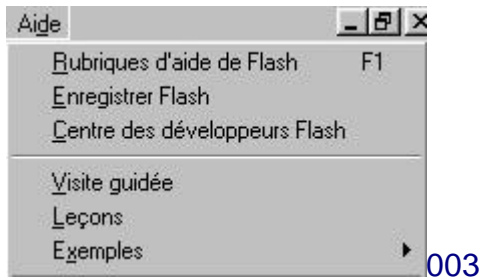 Aide
Rubriques d'aide de Flash F1
Enregistrer Flash
Centre des développeurs Flash
Visite guidée
Leçons
Exemples
003